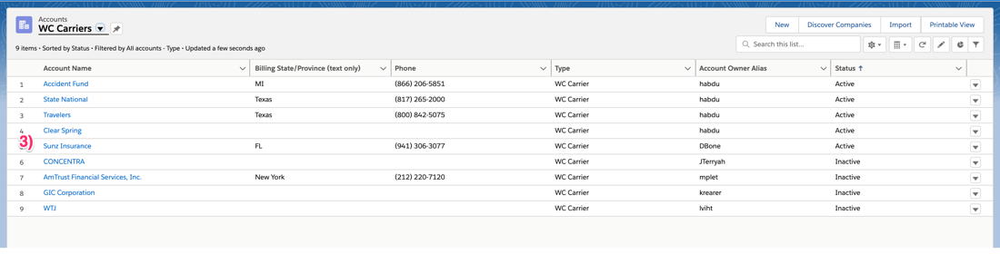 Accounts
WC Carriers
New Discover Companies Import Printable View
9 items • Sorted by Status • Filtered by All accounts - Type • Updated a few seconds ago
Search this list...
Account Name Billing State/Province (text only) Phone Type Account Owner Alias Status ↑
1 Accident Fund MI (866) 206-5851 WC Carrier habdu Active
2 State National Texas (817) 265-2000 WC Carrier habdu Active
3 Travelers Texas (800) 842-5075 WC Carrier habdu Active
4 Clear Spring WC Carrier habdu Active
3) Sunz Insurance FL (941) 306-3077 WC Carrier DBone Active
6 CONCENTRA WC Carrier JTerryah Inactive
7 AmTrust Financial Services, Inc. New York (212) 220-7120 WC Carrier mplet Inactive
8 GIC Corporation WC Carrier krearer Inactive
9 WTJ WC Carrier lviht Inactive